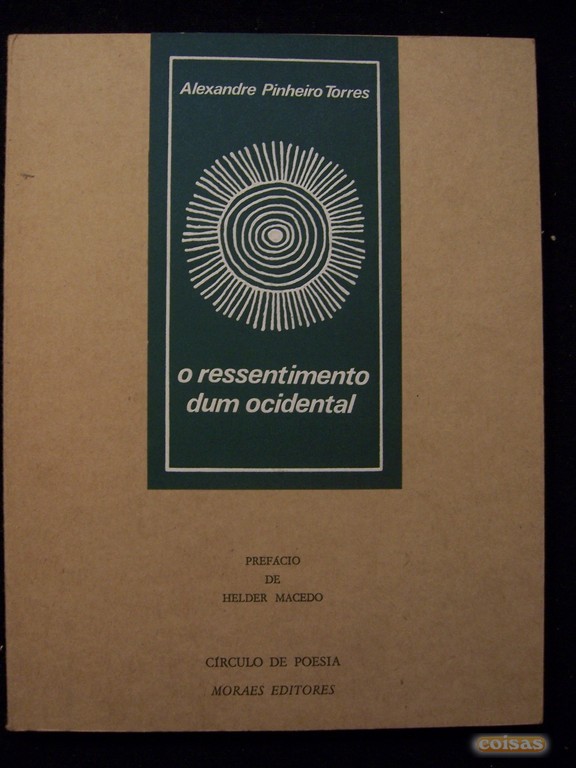 Alexandre Pinheiro Torres
o ressentimento
dum ocidental
PREFÁCIO
DE
HELDER MACEDO
CÍRCULO DE POESIA
MORAES EDITORES
coisas